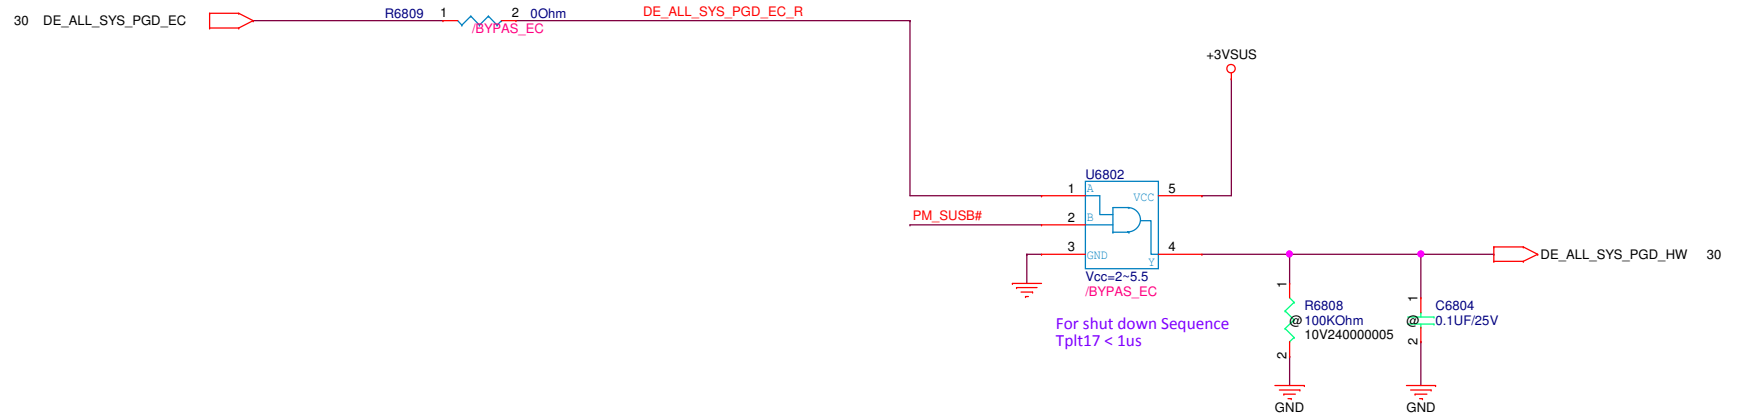 30 DE_ALL_SYS_PGD_EC
R6809 1 2 0Ohm
/BYPAS_EC
DE_ALL_SYS_PGD_EC_R
+3VSUS
U6802
1 A VCC 5
PM_SUSB# 2 B
3 GND Y 4
DE_ALL_SYS_PGD_HW 30
Vcc=2~5.5
/BYPAS_EC
For shut down Sequence
Tplt17 < 1us
1 R6808
@ 100KOhm
10V240000005
2
GND
1 C6804
@ 0.1UF/25V
2
GND